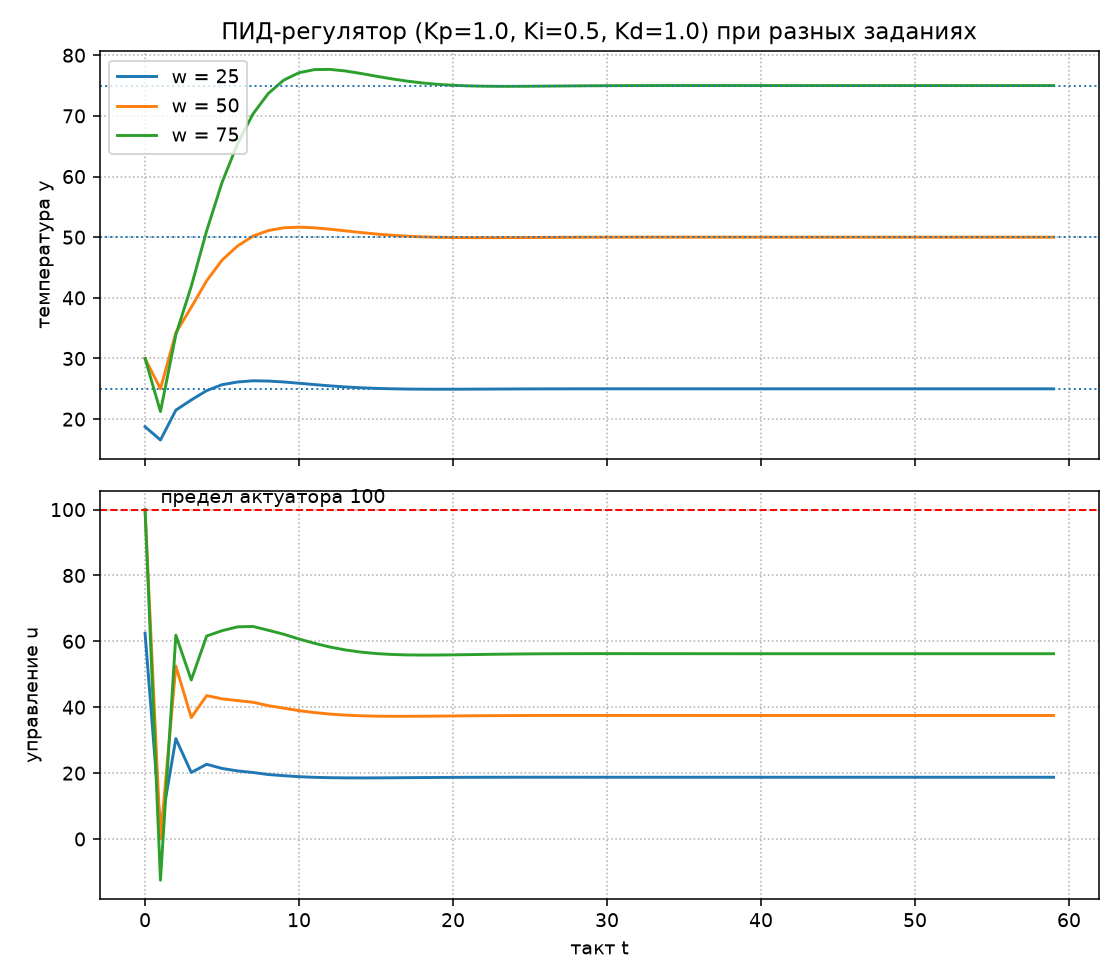 ПИД-регулятор (Kp=1.0, Ki=0.5, Kd=1.0) при разных заданиях
80
70
60
50
40
30
20
температура y
w = 25
w = 50
w = 75
предел актуатора 100
100
80
60
40
20
0
управление u
0 10 20 30 40 50 60
такт t